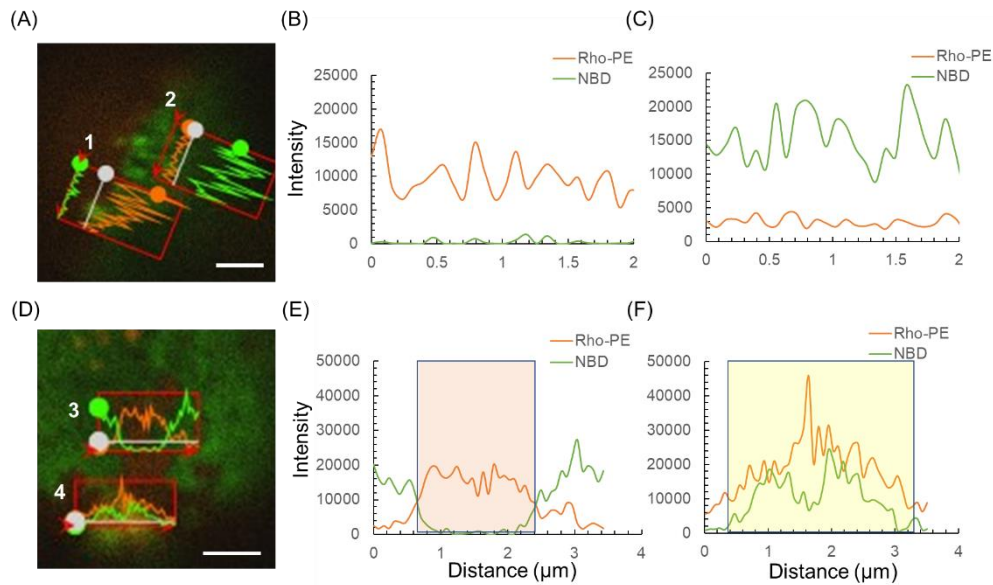 (A)
(B)
(C)
1
2
Rho-PE
NBD
Intensity
25000
20000
15000
10000
5000
0
0 0.5 1 1.5 2
Rho-PE
NBD
25000
20000
15000
10000
5000
0
0 0.5 1 1.5 2
(D)
(E)
(F)
3
4
Rho-PE
NBD
Intensity
50000
40000
30000
20000
10000
0
0 1 2 3 4
Distance (μm)
Rho-PE
NBD
50000
40000
30000
20000
10000
0
0 1 2 3 4
Distance (μm)